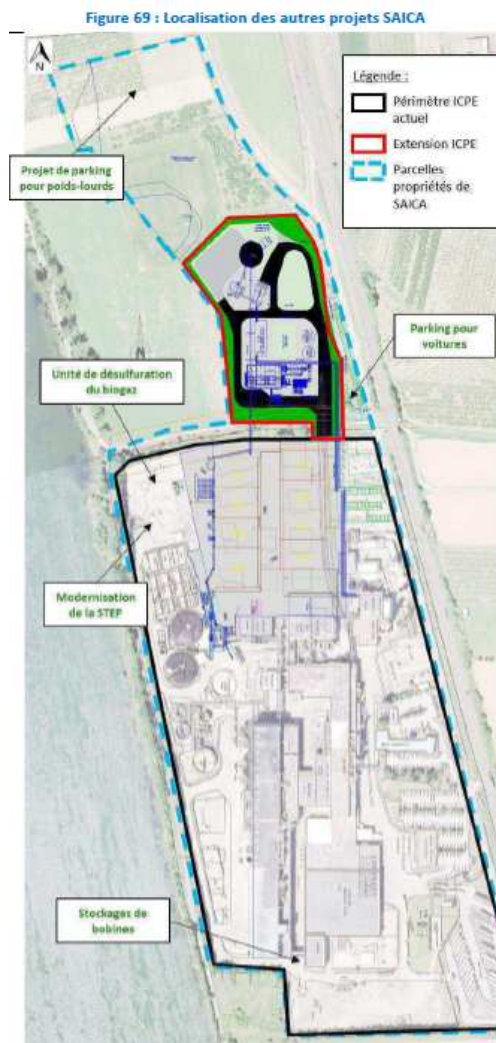 Figure 69 : Localisation des autres projets SAICA
N
Légende :
Périmètre ICPE
actuel
Extension ICPE
Parcelles
propriétés de
SAICA
Projet de parking
pour poids-lourds
Parking pour
voitures
Unité de désulfuration
du biogaz
Modernisation
de la STEP
Stockages de
bobines